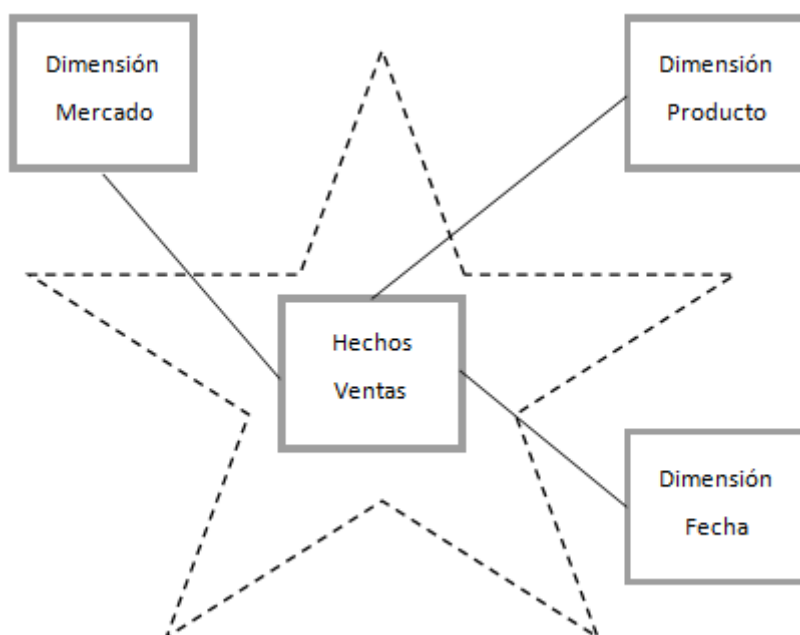 Dimensión
Mercado
Dimensión
Producto
Hechos
Ventas
Dimensión
Fecha